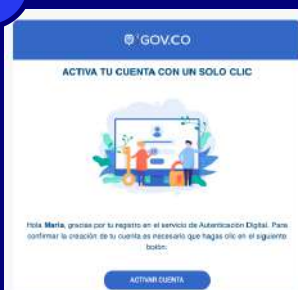 GOV.CO
ACTIVA TU CUENTA CON UN SOLO CLIC
Hola Maria, gracias por tu registro en el servicio de Autenticación Digital. Para
confirmar la creación de tu cuenta es necesario que hagas clic en el siguiente
botón.
ACTIVAR CUENTA